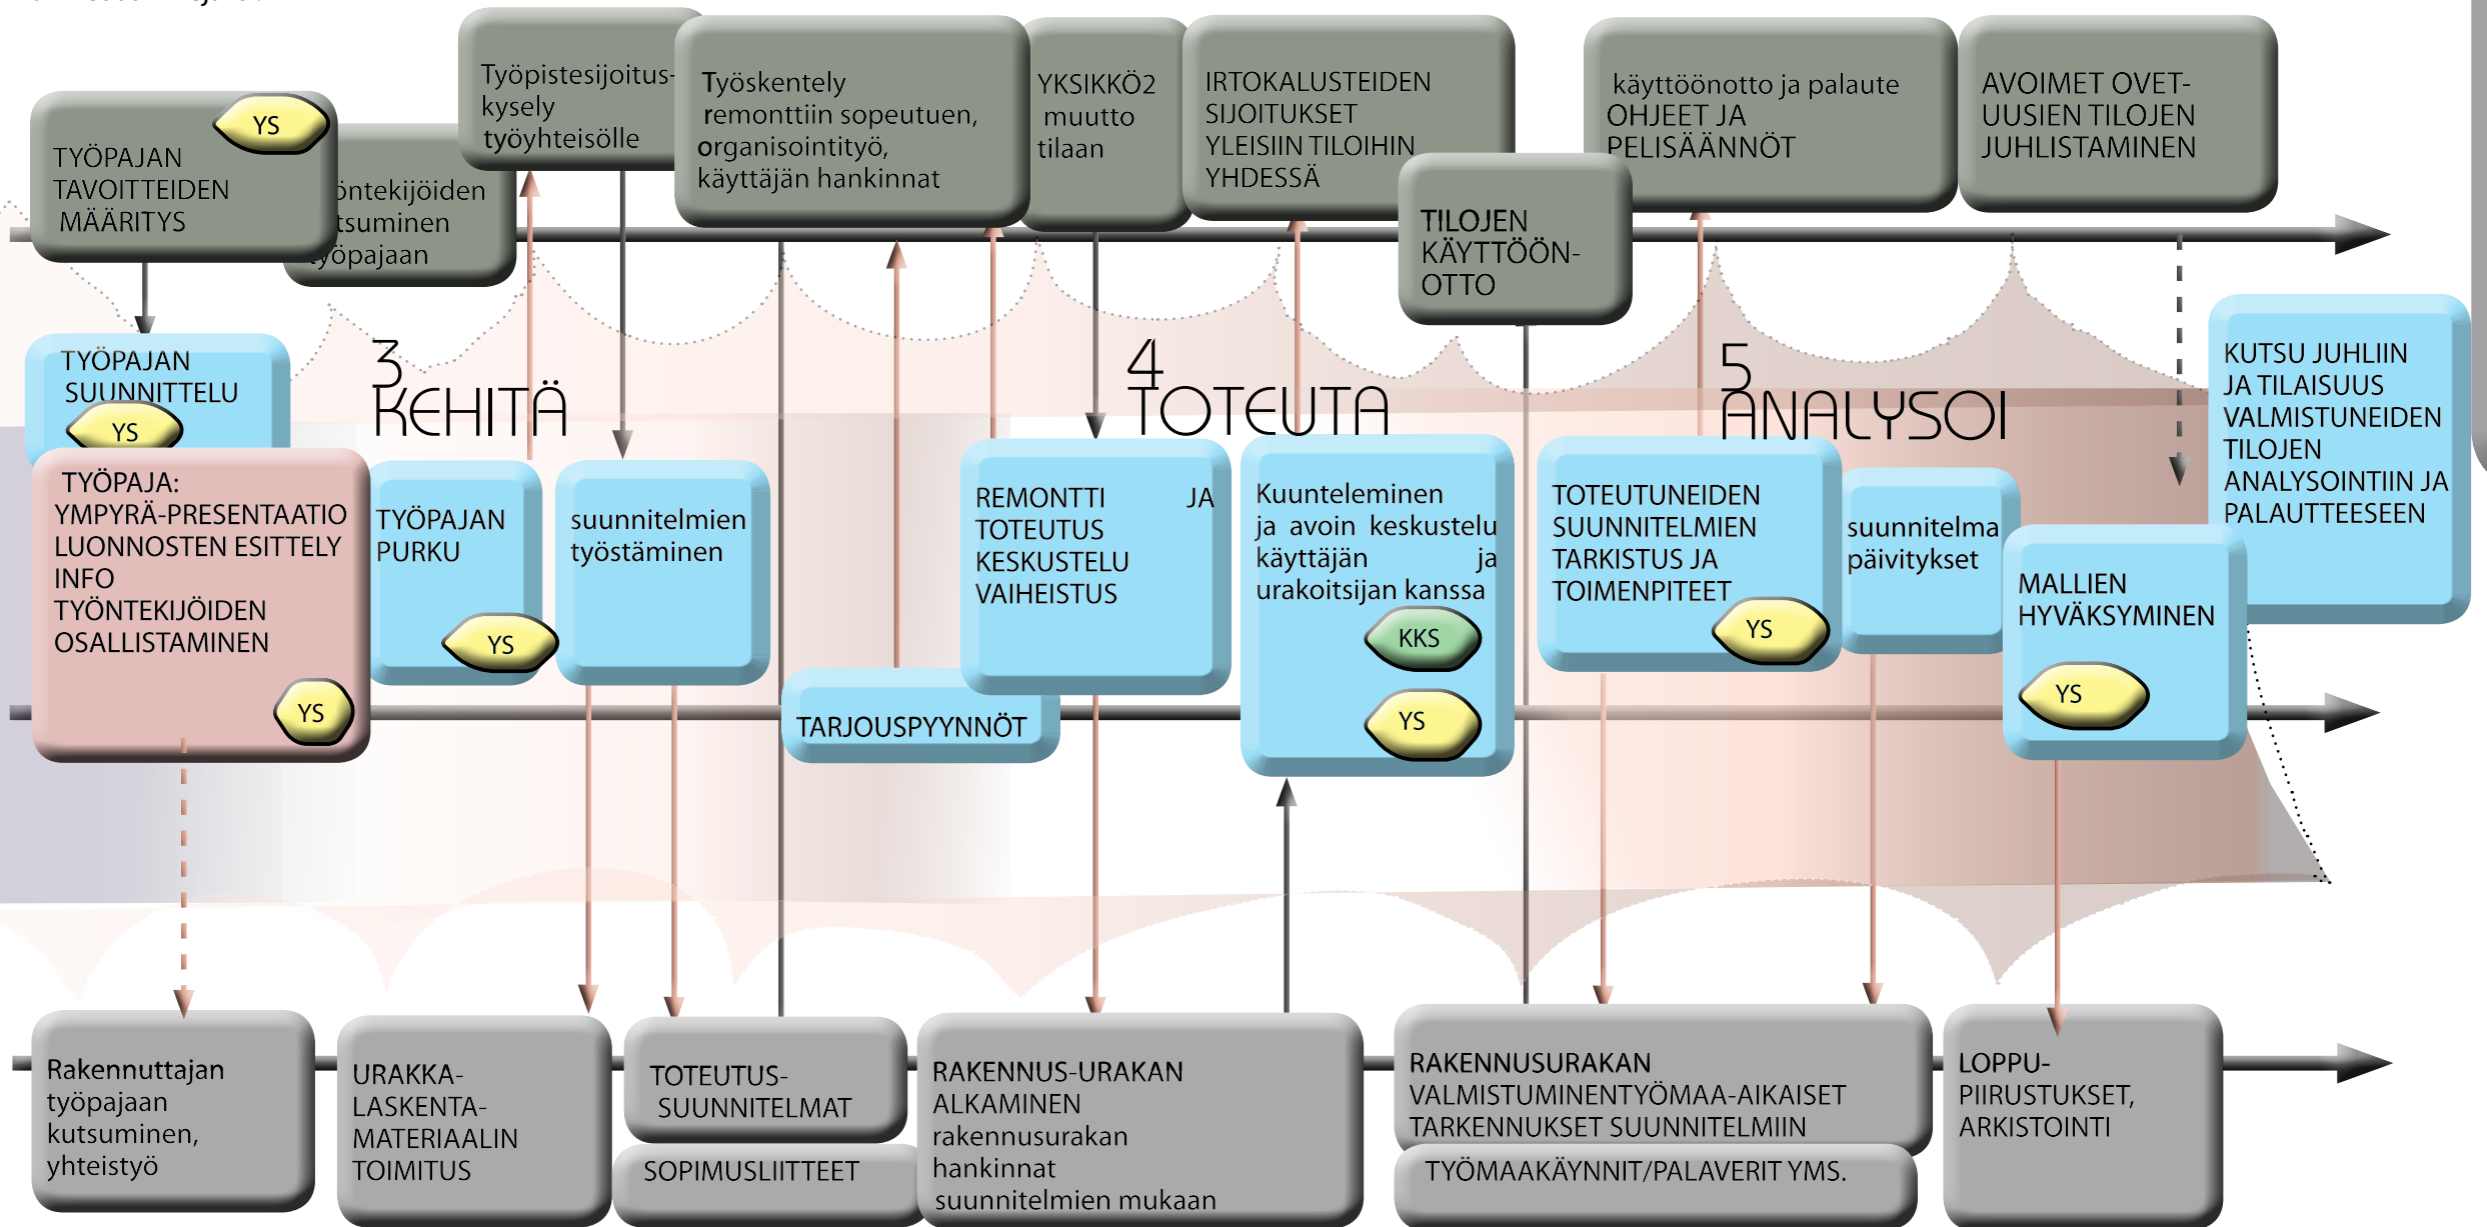 TYÖPAJAN
TAVOITTEIDEN
MÄÄRITYS
YS
öntekijöiden
tsuminen
työpajaan
Työpistesijoitus-
kysely
työyhteisölle
Työskentely
remonttiin sopeutuen,
organisointityö,
käyttäjän hankinnat
YKSIKKÖ2
muutto
tilaan
IRTOKALUSTEIDEN
SIJOITUKSET
YLEISIIN TILOIHIN
YHDESSÄ
TILOJEN
KÄYTTÖÖN-
OTTO
käyttöönotto ja palaute
OHJEET JA
PELISÄÄNNÖT
AVOIMET OVET-
UUSIEN TILOJEN
JUHLISTAMINEN
TYÖPAJAN
SUUNNITTELU
YS
3
KEHITÄ
4
TOTEUTA
5
ANALYSOI
TYÖPAJA:
YMPYRÄ-PRESENTAATIO
LUONNOSTEN ESITTELY
INFO
TYÖNTEKIJÖIDEN
OSALLISTAMINEN
YS
TYÖPAJAN
PURKU
YS
suunnitelmien
työstäminen
TARJOUSPYYNNÖT
REMONTTI JA
TOTEUTUS
KESKUSTELU
VAIHEISTUS
Kuunteleminen
ja avoin keskustelu
käyttäjän ja
urakoitsijan kanssa
KKS
YS
TOTEUTUNEIDEN
SUUNNITELMIEN
TARKISTUS JA
TOIMENPITEET
YS
suunnitelma
päivitykset
MALLIEN
HYVÄKSYMINEN
YS
KUTSU JUHLIIN
JA TILAISUUS
VALMISTUNEIDEN
TILOJEN
ANALYSOINTIIN JA
PALAUTTEESEEN
Rakennuttajan
työpajaan
kutsuminen,
yhteistyö
URAKKA-
LASKENTA-
MATERIAALIN
TOIMITUS
TOTEUTUS-
SUUNNITELMAT
SOPIMUSLIITTEET
RAKENNUS-URAKAN
ALKAMINEN
rakennusurakan
hankinnat
suunnitelmien mukaan
RAKENNUSURAKAN
VALMISTUMINENTYÖMAA-AIKAISET
TARKENNUKSET SUUNNITELMIIN
TYÖMAAKÄYNNIT/PALAVERIT YMS.
LOPPU-
PIIRUSTUKSET,
ARKISTOINTI